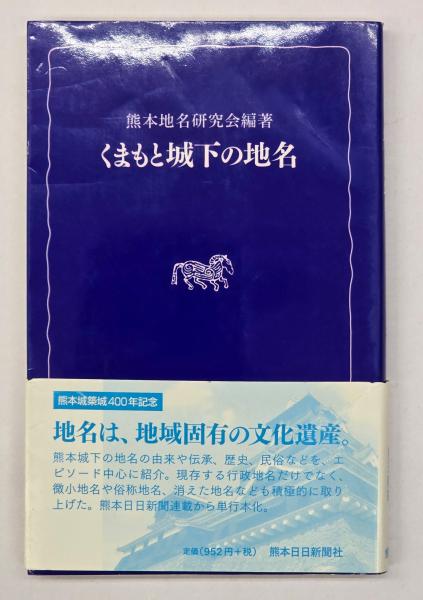 熊本地名研究会編著
くまもと城下の地名
熊本城築城400年記念
地名は、地域固有の文化遺産。
熊本城下の地名の由来や伝承、歴史、民俗などを、エ
ピソード中心に紹介。現存する行政地名だけでなく、
微小地名や俗称地名、消えた地名なども積極的に取り
上げた。熊本日日新聞連載から単行本化。
定価(952円+税) 熊本日日新聞社